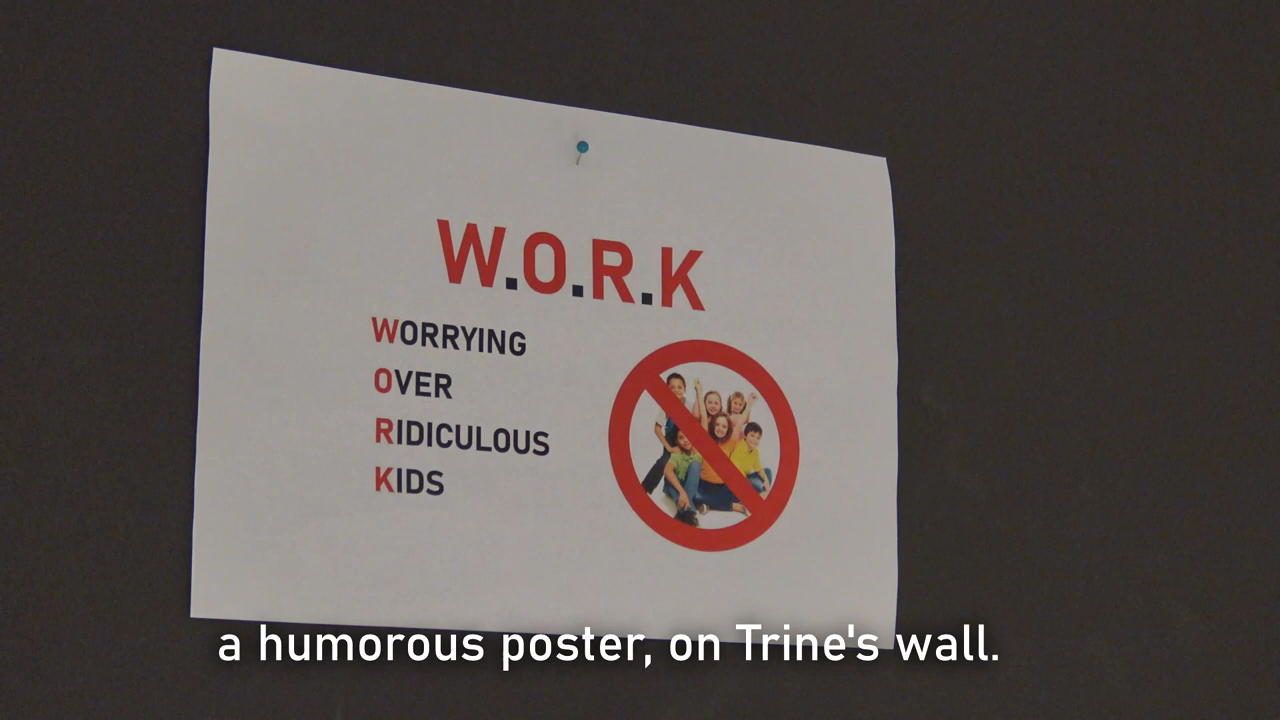 W.O.R.K
WORRYING
OVER
RIDICULOUS
KIDS
a humorous poster, on Trine's wall.